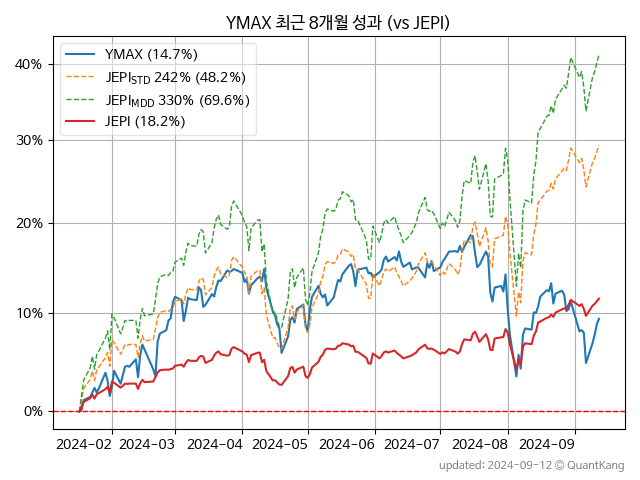 YMAX 최근 8개월 성과 (vs JEPI)
YMAX (14.7%)
JEPISTD 242% (48.2%)
JEPIMDD 330% (69.6%)
JEPI (18.2%)
40%
30%
20%
10%
0%
2024-02 2024-03 2024-04 2024-05 2024-06 2024-07 2024-08 2024-09
updated: 2024-09-12 © QuantKang